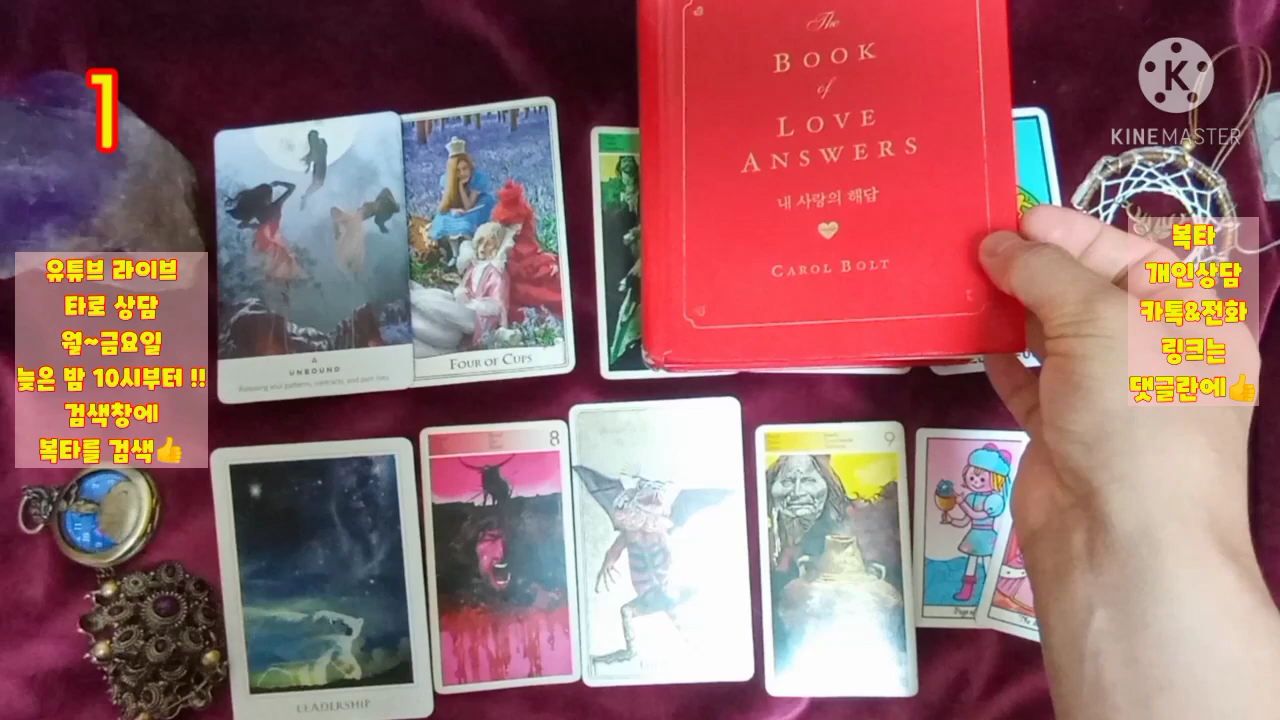 1
유튜브 라이브
타로 상담
월~금요일
늦은 밤 10시부터 !!
검색창에
복타를 검색👍
UNBOUND
FOUR OF CUPS
The
BOOK
of
LOVE
ANSWERS
내 사랑의 해답
CAROL BOLT
K
KINEMASTER
복타
개인상담
카톡&전화
링크는
댓글란에👍
LEADERSHIP
8
9
Page of